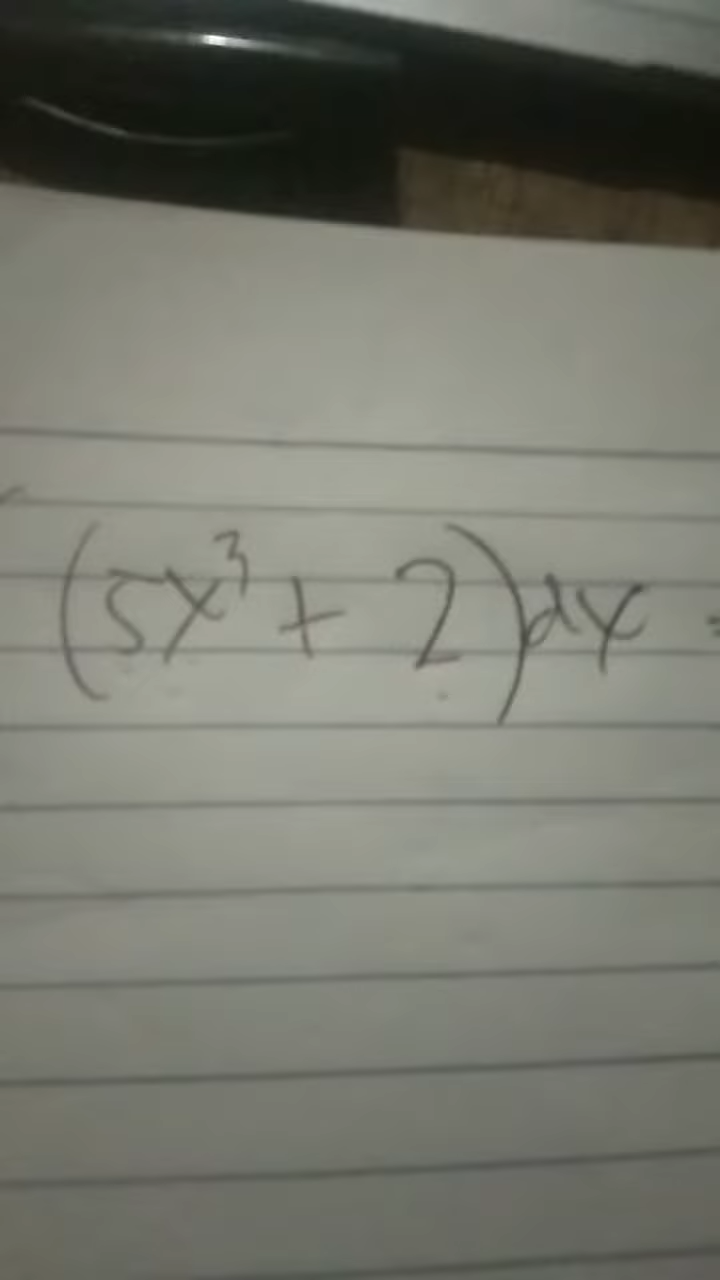 (5x³ + 2)dx =